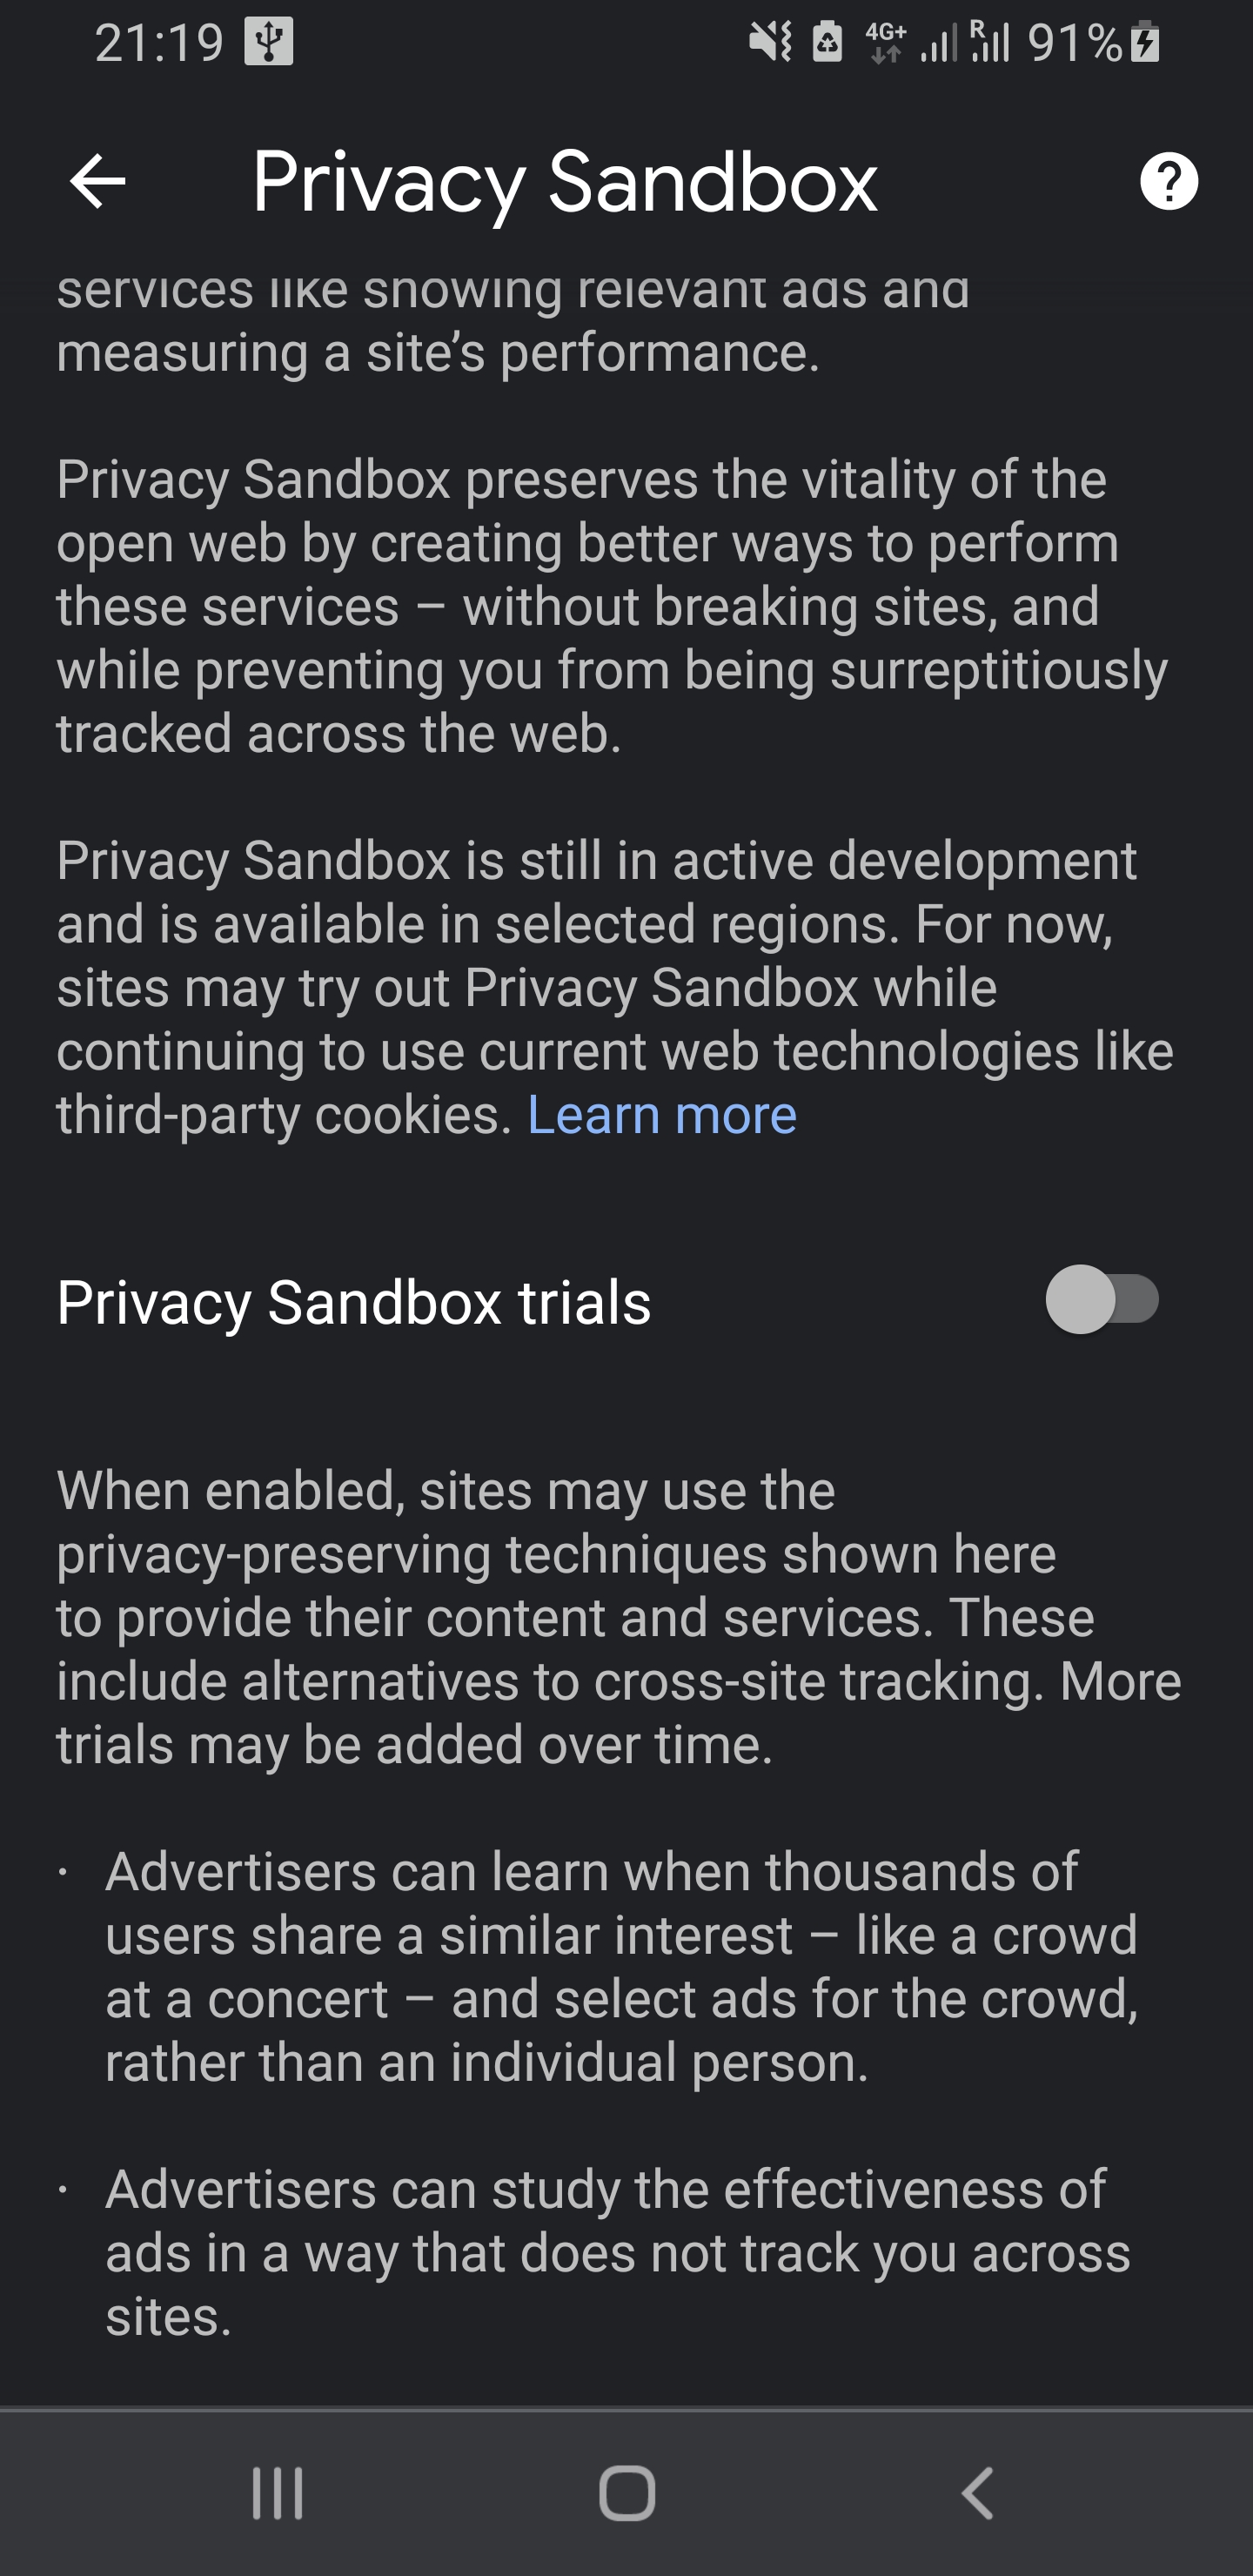 21:19
4G+ R 91%
Privacy Sandbox
services like showing relevant ads and
measuring a site’s performance.
Privacy Sandbox preserves the vitality of the
open web by creating better ways to perform
these services – without breaking sites, and
while preventing you from being surreptitiously
tracked across the web.
Privacy Sandbox is still in active development
and is available in selected regions. For now,
sites may try out Privacy Sandbox while
continuing to use current web technologies like
third-party cookies. Learn more
Privacy Sandbox trials
When enabled, sites may use the
privacy-preserving techniques shown here
to provide their content and services. These
include alternatives to cross-site tracking. More
trials may be added over time.
· Advertisers can learn when thousands of
users share a similar interest – like a crowd
at a concert – and select ads for the crowd,
rather than an individual person.
· Advertisers can study the effectiveness of
ads in a way that does not track you across
sites.